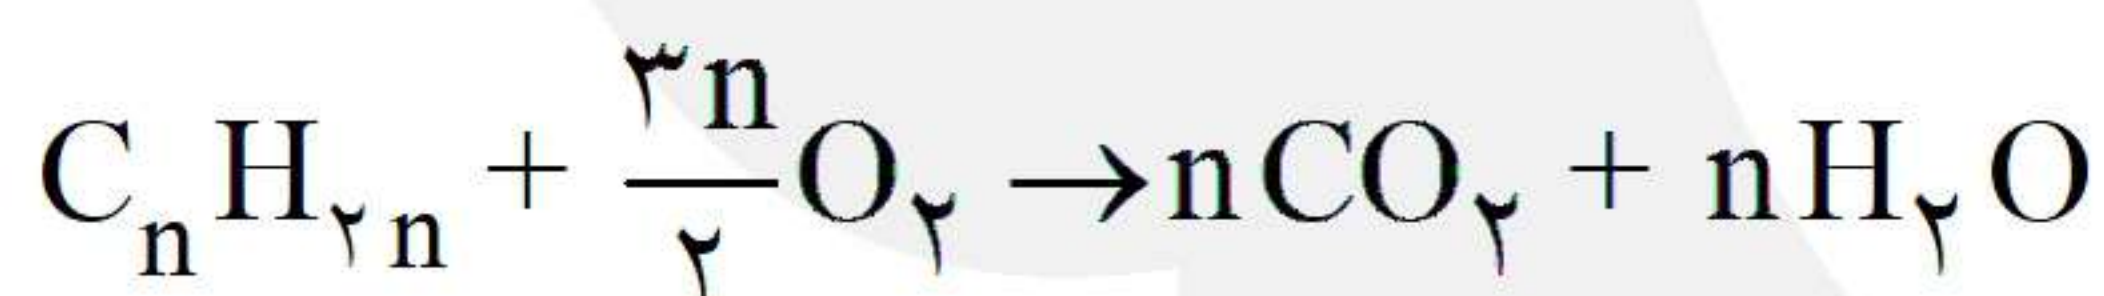 CₙH₂ₙ + ۳n/۲ O₂ → nCO₂ + nH₂O